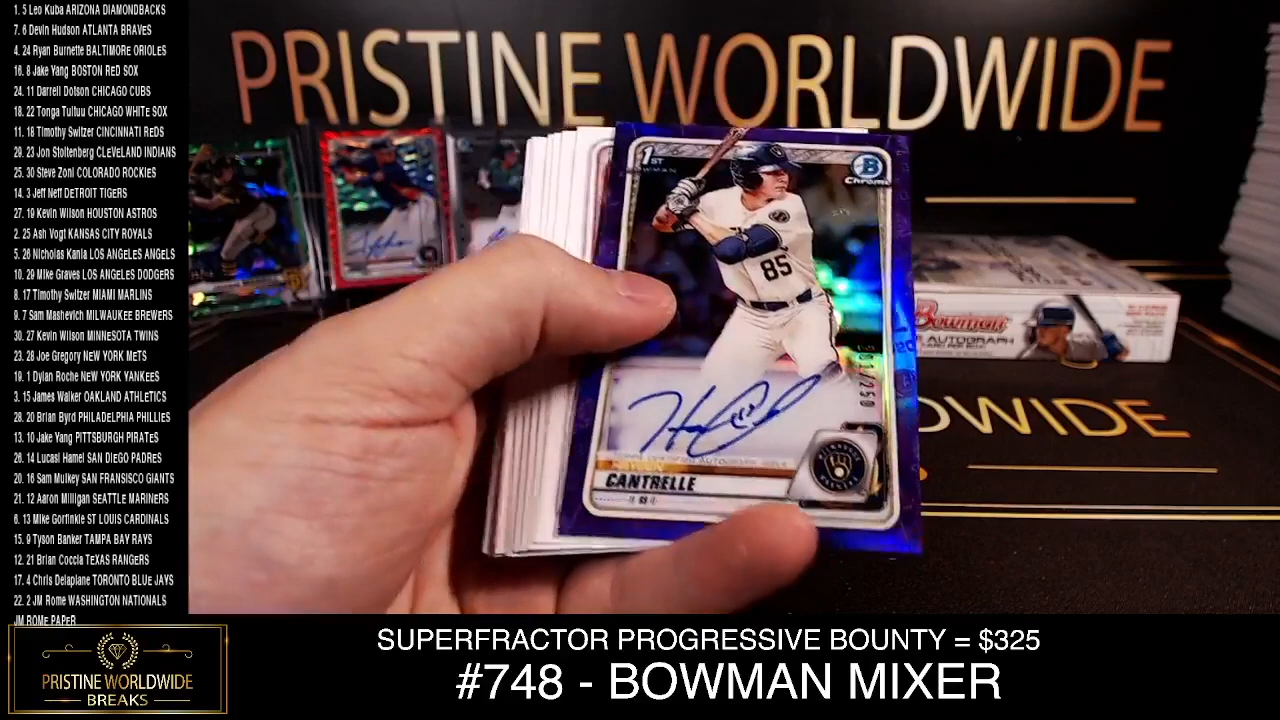 1. 5 Leo Kuba ARIZONA DIAMONDBACKS
7. 6 Devin Hudson ATLANTA BRAVeS
4. 24 Ryan Burnette BALTIMORE ORIOLES
16. 8 Jake Yang BOSTON ReD SOX
24. 11 Darrell Dotson CHICAGO CUBS
18. 22 Tonga Tuituu CHICAGO WHITe SOX
11. 18 Timothy Switzer CINCINNATI ReDS
29. 23 Jon Stoltenberg CLeVeLAND INDIANS
25. 30 Steve Zoni COLORADO ROCKIeS
14. 3 Jeff Neff DETROIT TIGERS
27. 19 Kevin Wilson HOUSTON ASTROS
2. 25 Ash Vogt KANSAS CITY ROYALS
5. 26 Nicholas Kania LOS ANGELES ANGELS
10. 29 Mike Graves LOS ANGELES DODGERS
8. 17 Timothy Switzer MIAMI MARLINS
9. 7 Sam Mashevich MILWAUKEE BReWeRS
30. 27 Kevin Wilson MINNeSOTA TWINS
23. 28 Joe Gregory NEW YORK METS
19. 1 Dylan Roche NeW YORK YANKeeS
3. 15 James Walker OAKLAND ATHLETICS
28. 20 Brian Byrd PHILADELPHIA PHILLIES
13. 10 Jake Yang PITTSBURGH PIRATeS
26. 14 Lucasl Hamel SAN DIeGO PADRES
20. 16 Sam Mulkey SAN FRANSISCO GIANTS
21. 12 Aaron Milligan SEATTLE MARINERS
6. 13 Mike Gorfinkle ST LOUIS CARDINALS
15. 9 Tyson Banker TAMPA BAY RAYS
12. 21 Brian Coccia TeXAS RANGERS
17. 4 Chris Delaplane TORONTO BLUe JAYS
22. 2 JM Rome WASHINGTON NATIONALS
JM ROMe PAPeR
PRISTINE WORLDWIDE
BREAKS
PRISTINE WORLDWIDE
1ST
BOWMAN
B
Chrome
85
/250
CANTRELLE
Bowman
AUTOGRAPH
DWIDE
SUPERFRACTOR PROGRESSIVE BOUNTY = $325
#748 - BOWMAN MIXER